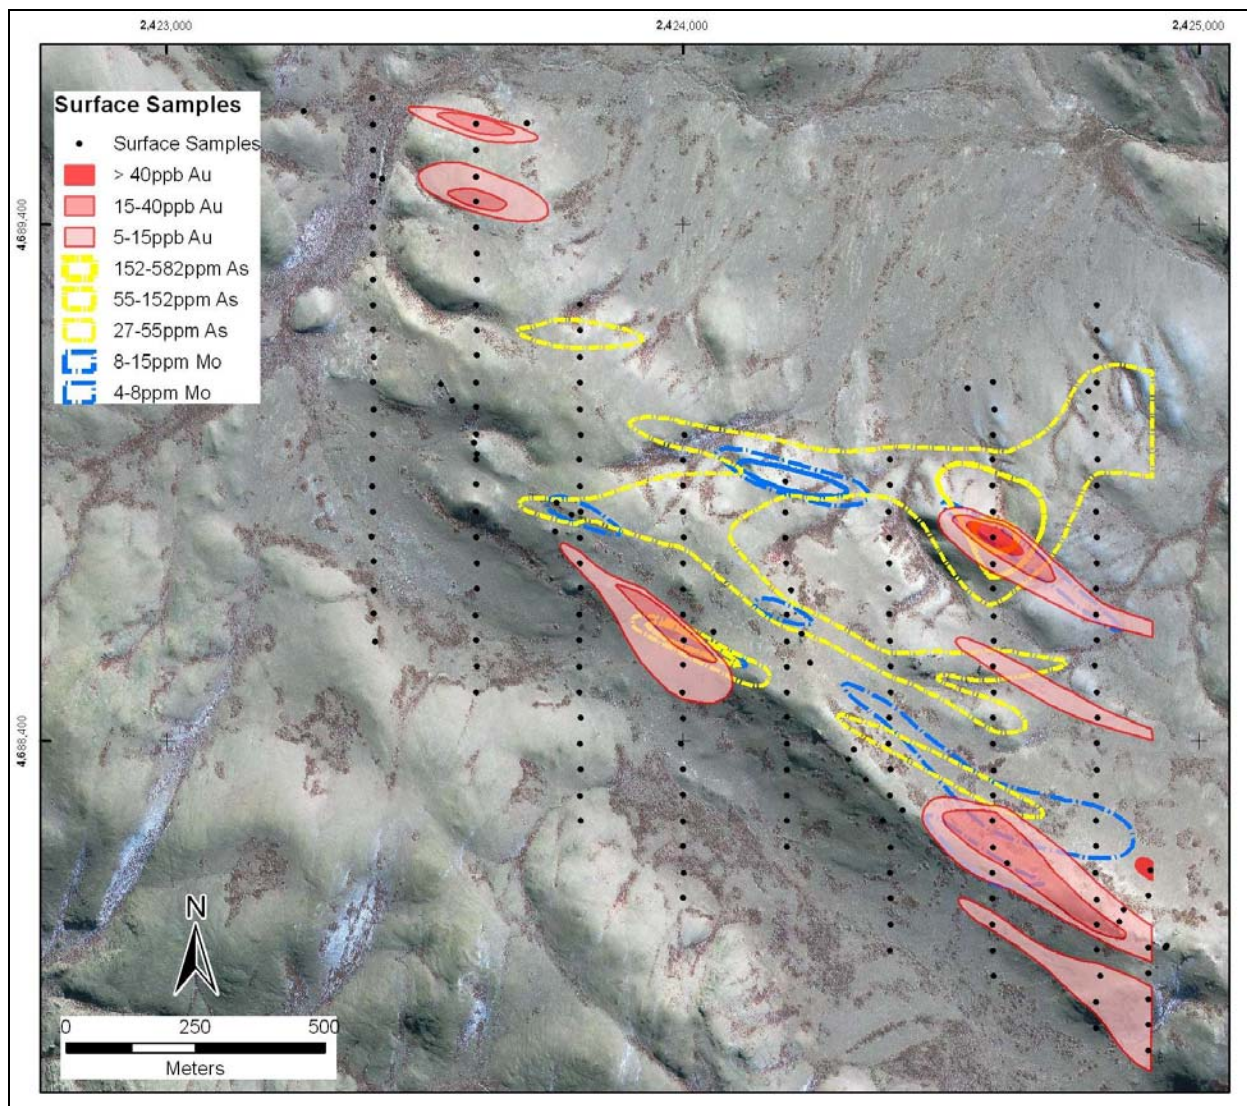 2,423,000 2,424,000 2,425,000
4,689,400
4,688,400
Surface Samples
Surface Samples
> 40ppb Au
15-40ppb Au
5-15ppb Au
152-582ppm As
55-152ppm As
27-55ppm As
8-15ppm Mo
4-8ppm Mo
N
0 250 500
Meters